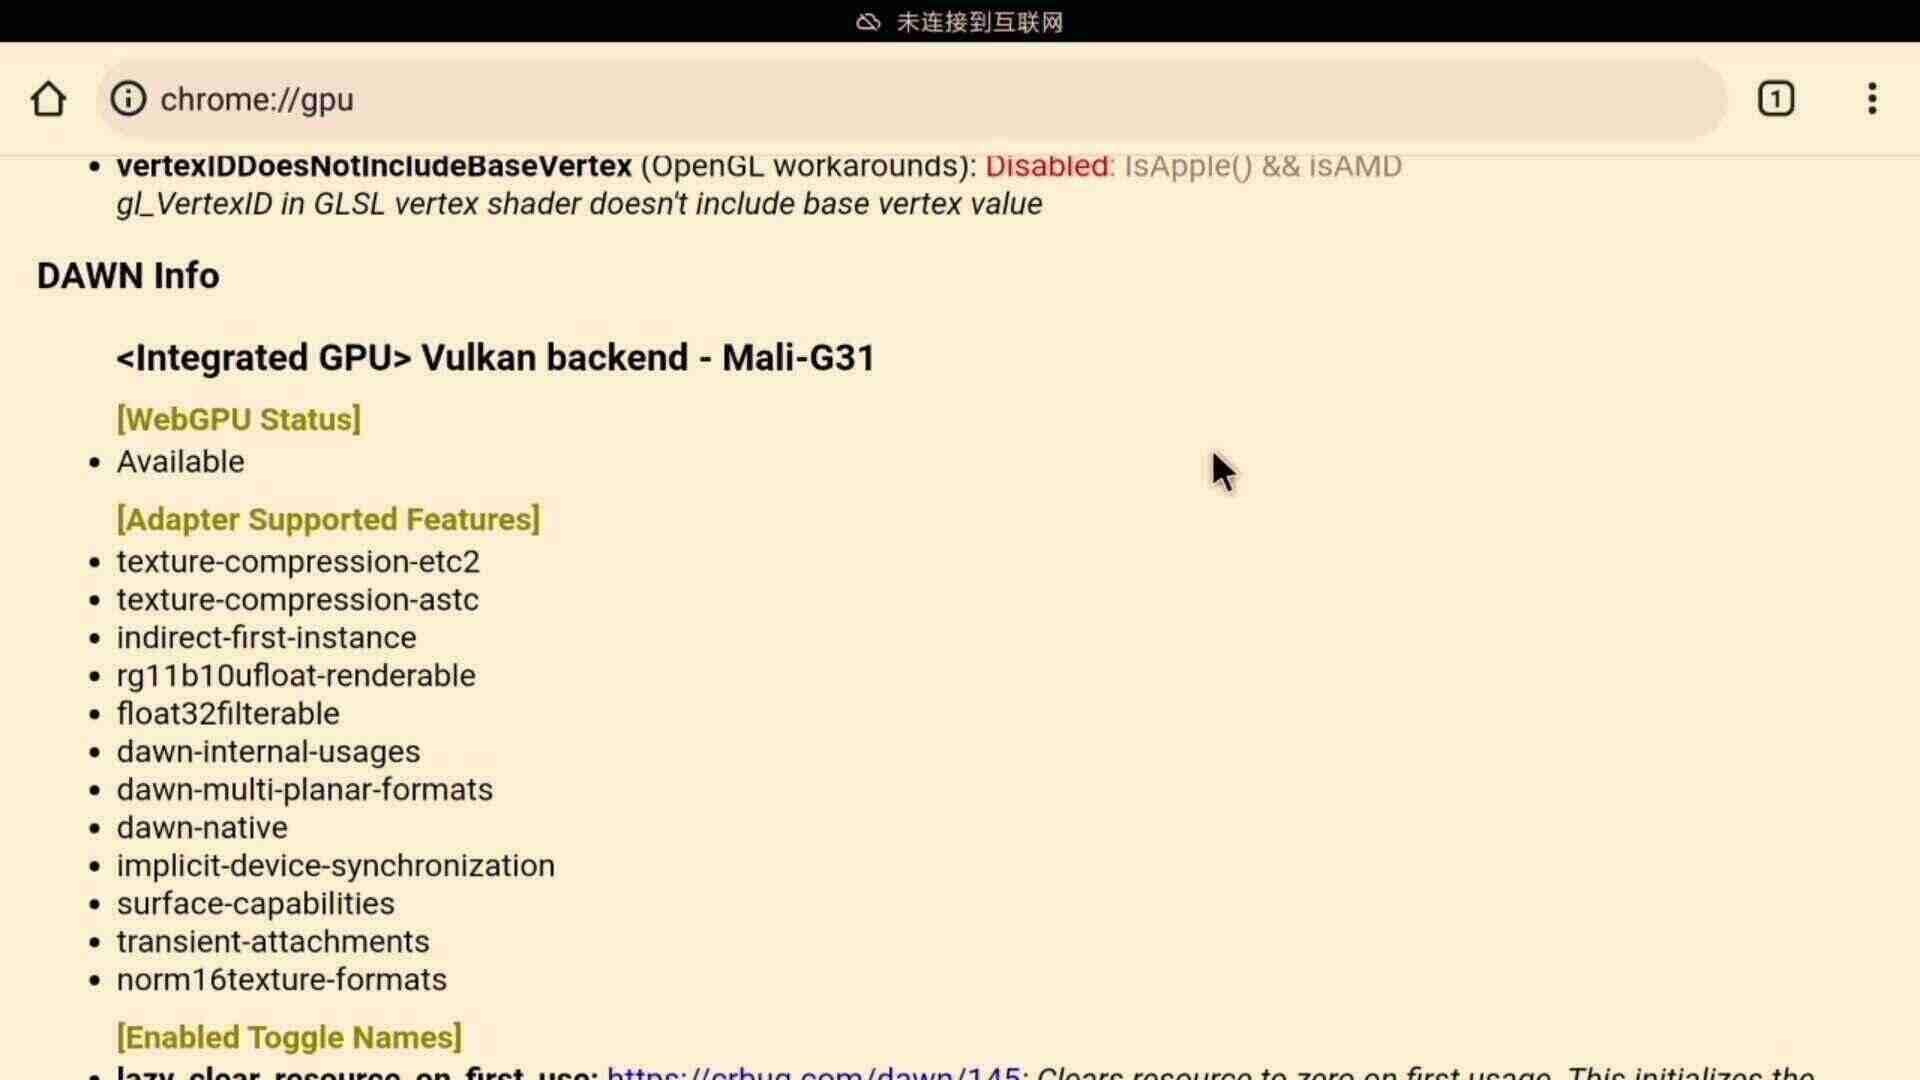 未连接到互联网
chrome://gpu
1
• vertexIDDoesNotIncludeBaseVertex (OpenGL workarounds): Disabled: IsApple() && isAMD
gl_VertexID in GLSL vertex shader doesn't include base vertex value
DAWN Info
<Integrated GPU> Vulkan backend - Mali-G31
[WebGPU Status]
• Available
[Adapter Supported Features]
• texture-compression-etc2
• texture-compression-astc
• indirect-first-instance
• rg11b10ufloat-renderable
• float32filterable
• dawn-internal-usages
• dawn-multi-planar-formats
• dawn-native
• implicit-device-synchronization
• surface-capabilities
• transient-attachments
• norm16texture-formats
[Enabled Toggle Names]
• lazy_clear_resource_on_first_use: https://crbug.com/dawn/145: Clears resource to zero on first usage. This initializes the